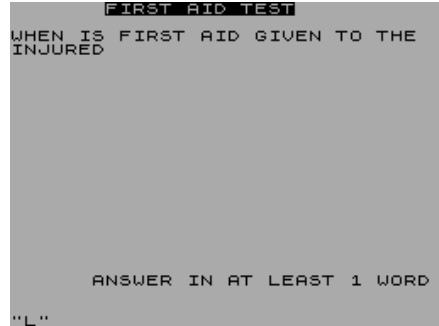 FIRST AID TEST
WHEN IS FIRST AID GIVEN TO THE
INJURED
ANSWER IN AT LEAST 1 WORD
"L"